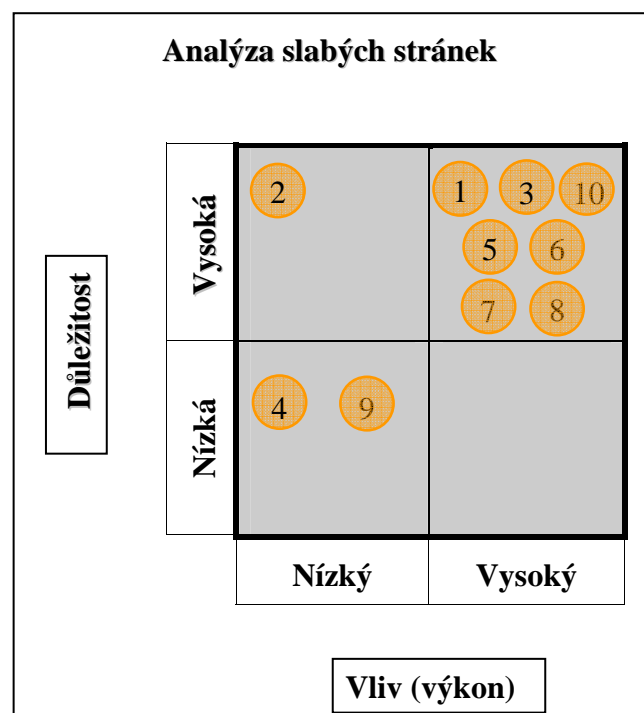 Analýza slabých stránek
Důležitost
Vysoká
2
1 3 10
5 6
7 8
Nízká
4 9
Nízký Vysoký
Vliv (výkon)